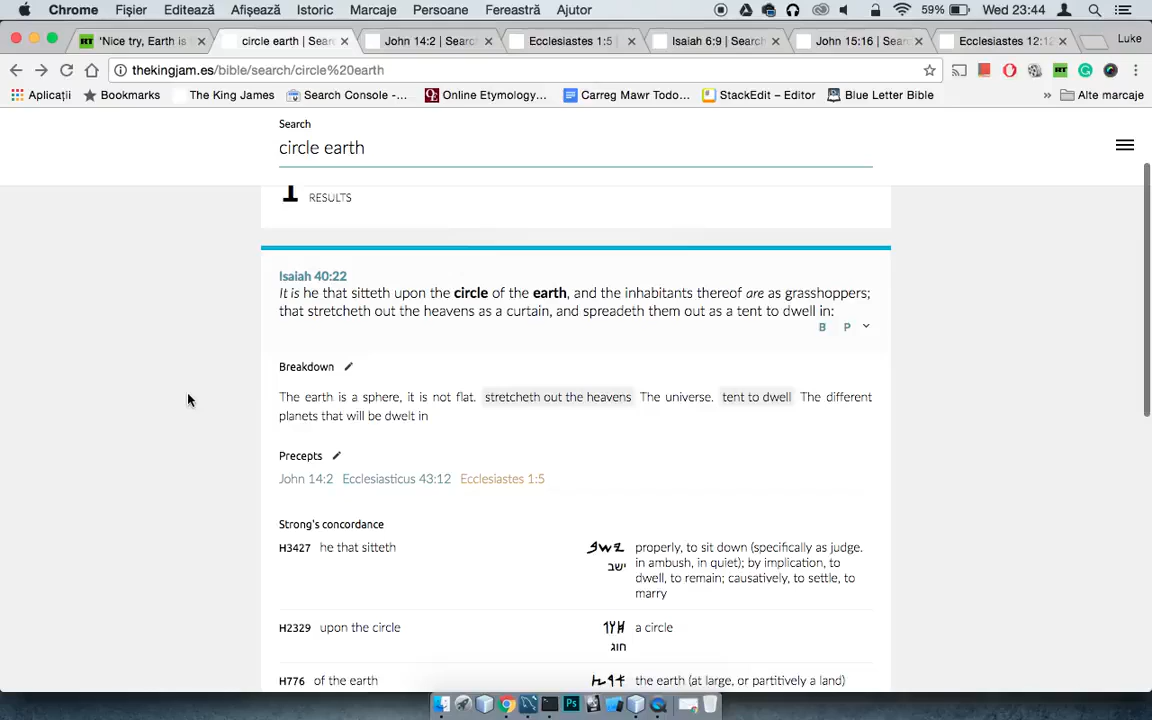 Chrome Fișier Editează Afișează Istoric Marcaje Persoane Fereastră Ajutor 59% Wed 23:44
'Nice try, Earth is circle earth | Sear John 14:2 | Search Ecclesiastes 1:5 | Isaiah 6:9 | Search John 15:16 | Search Ecclesiastes 12:12 Luke
thekingjam.es/bible/search/circle%20earth
Aplicații Bookmarks The King James Search Console -... Online Etymology... Carreg Mawr Todo... StackEdit – Editor Blue Letter Bible » Alte marcaje
Search
circle earth
1 RESULTS
Isaiah 40:22
It is he that sitteth upon the circle of the earth, and the inhabitants thereof are as grasshoppers;
that stretcheth out the heavens as a curtain, and spreadeth them out as a tent to dwell in:
B P
Breakdown
The earth is a sphere, it is not flat. stretcheth out the heavens The universe. tent to dwell The different
planets that will be dwelt in
Precepts
John 14:2 Ecclesiasticus 43:12 Ecclesiastes 1:5
Strong's concordance
H3427 he that sitteth properly, to sit down (specifically as judge.
in ambush, in quiet); by implication, to
ישב
dwell, to remain; causatively, to settle, to
marry
H2329 upon the circle a circle
חוג
H776 of the earth the earth (at large, or partitively a land)